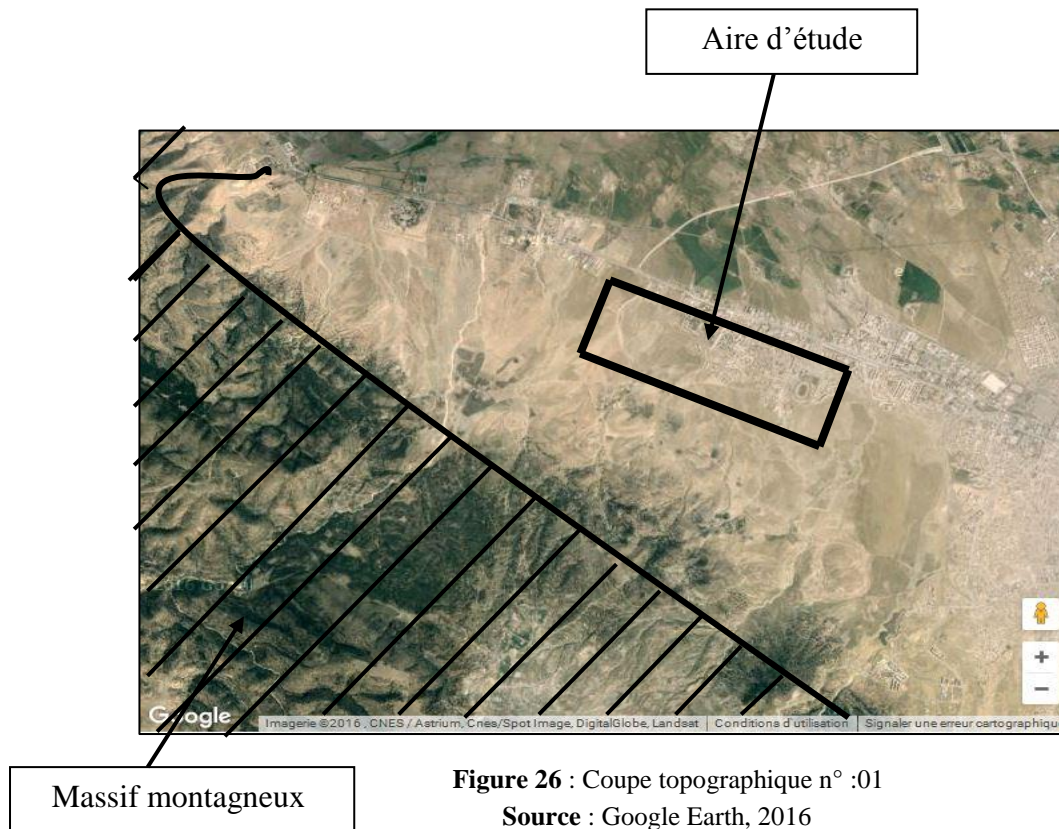 Aire d’étude
Google
Imagerie ©2016 , CNES / Astrium, Cnes/Spot Image, DigitalGlobe, Landsat
Conditions d'utilisation
Signaler une erreur cartographique
Massif montagneux
Figure 26 : Coupe topographique n° :01
Source : Google Earth, 2016